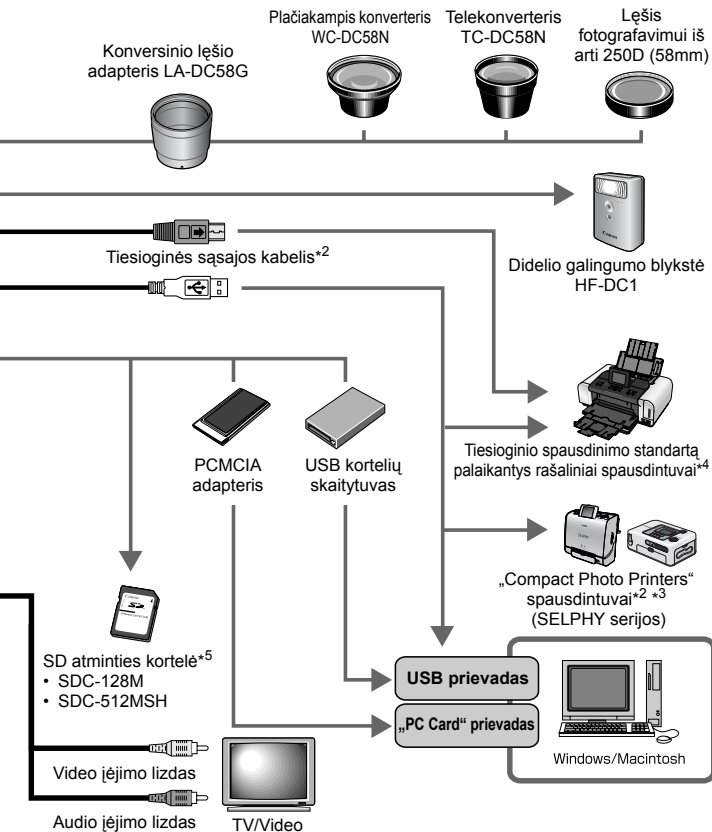 Plačiakampis konverteris
WC-DC58N
Telekonverteris
TC-DC58N
Lęšis
fotografavimui iš
arti 250D (58mm)
Konversinio lęšio
adapteris LA-DC58G
Tiesioginės sąsajos kabelis*2
Didelio galingumo blykstė
HF-DC1
PCMCIA
adapteris
USB kortelių
skaitytuvas
Tiesioginio spausdinimo standartą
palaikantys rašaliniai spausdintuvai*4
„Compact Photo Printers“
spausdintuvai*2 *3
(SELPHY serijos)
SD atminties kortelė*5
• SDC-128M
• SDC-512MSH
USB prievadas
„PC Card“ prievadas
Windows/Macintosh
Video įėjimo lizdas
Audio įėjimo lizdas
TV/Video